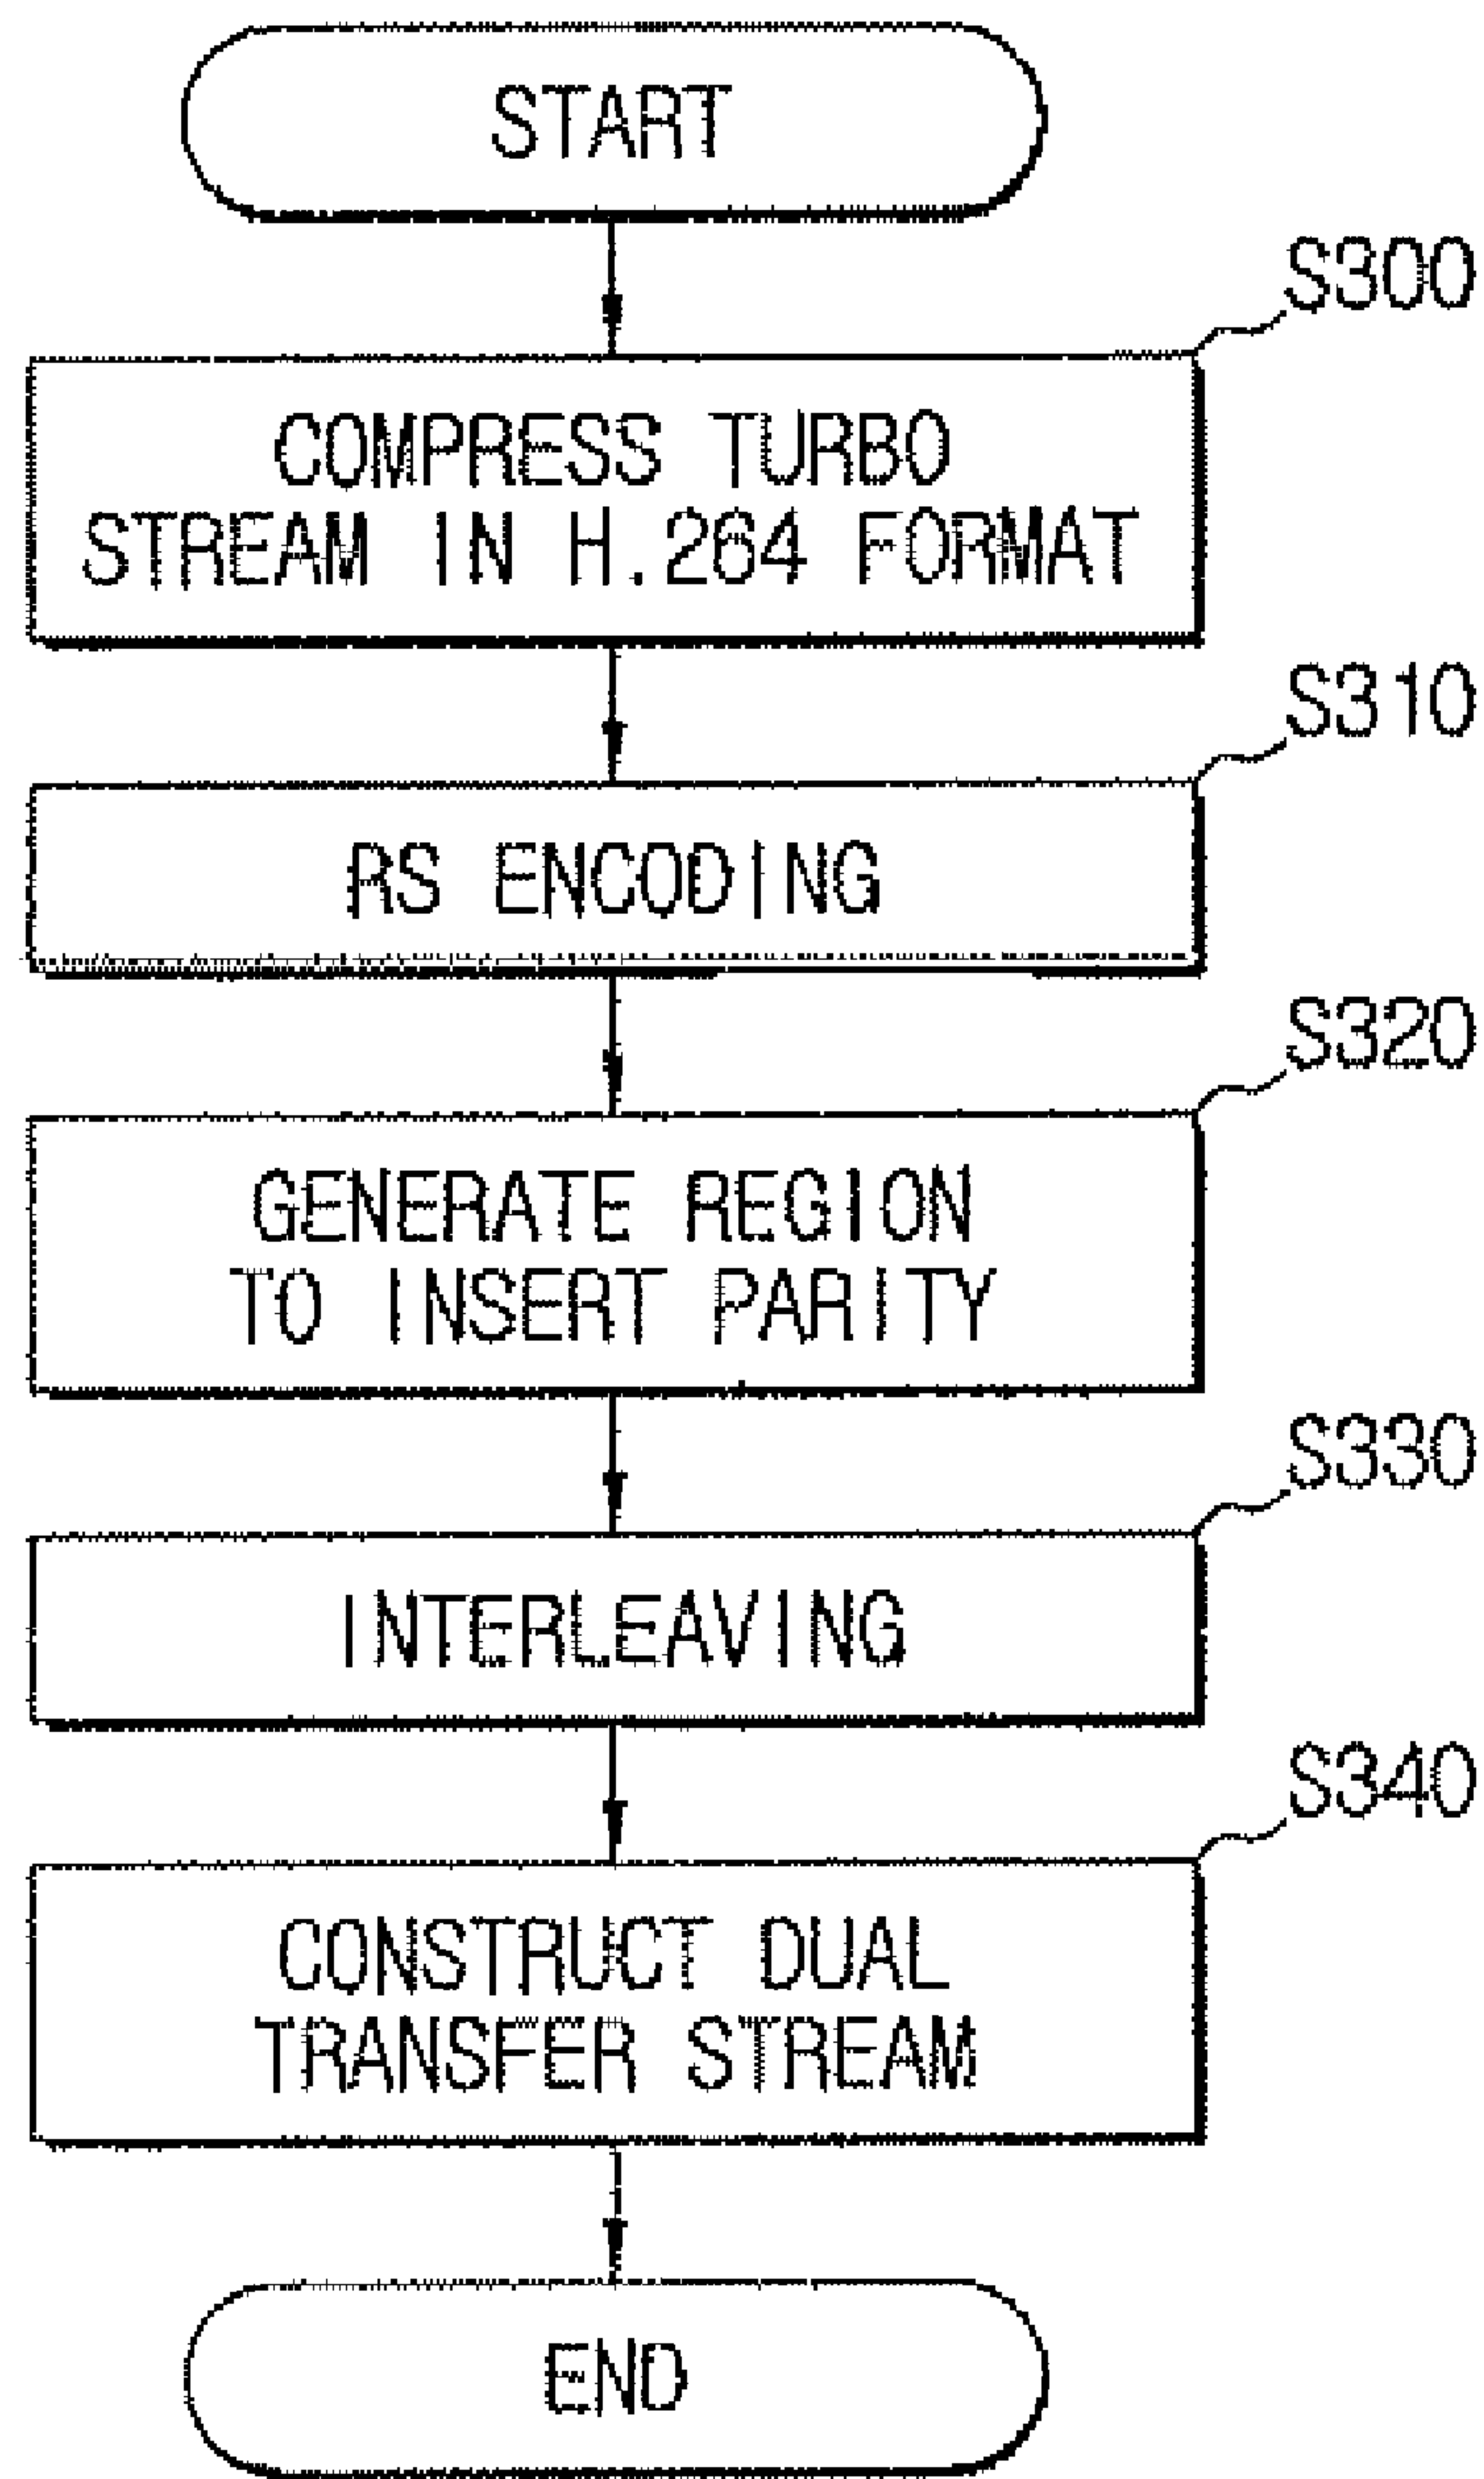 START
S300
COMPRESS TURBO
STREAM IN H.264 FORMAT
S310
RS ENCODING
S320
GENERATE REGION
TO INSERT PARITY
S330
INTERLEAVING
S340
CONSTRUCT DUAL
TRANSFER STREAM
END